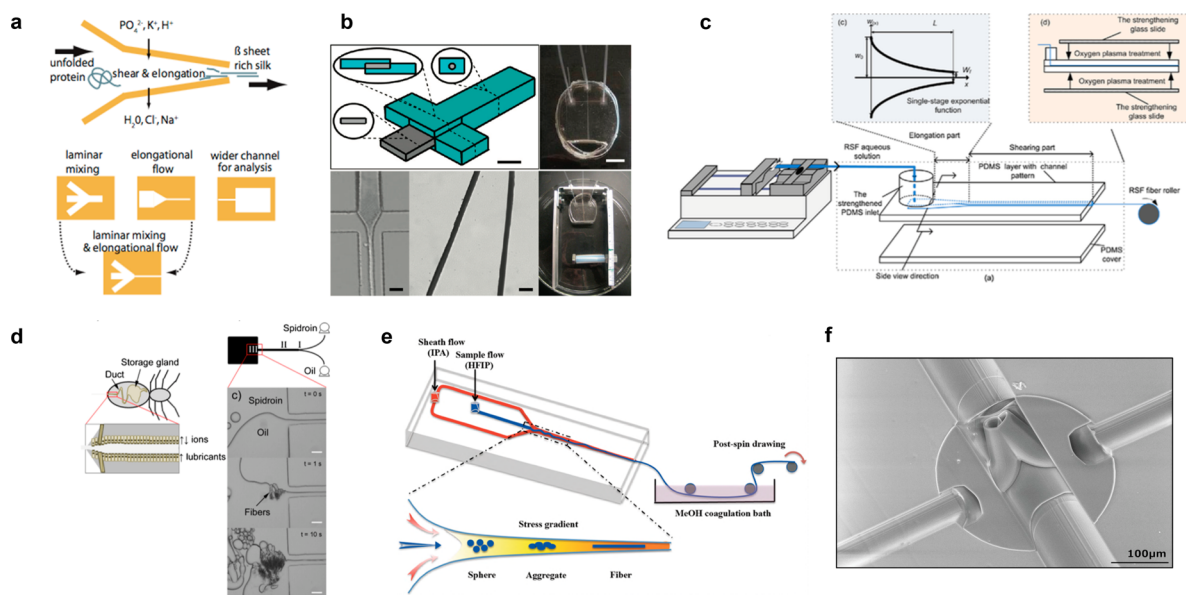 a
PO₄²⁻, K⁺, H⁺
unfolded
protein
shear & elongation
ß sheet
rich silk
H₂0, Cl⁻, Na⁺
laminar
mixing
elongational
flow
wider channel
for analysis
laminar mixing
& elongational flow
b
c
(c)
L
x
Single-stage exponential
function
(d)
The strengthening
glass slide
Oxygen plasma treatment
Oxygen plasma treatment
The strengthening
glass slide
Elongation part
Shearing part
RSF aqueous
solution
PDMS layer with channel
pattern
The
strengthened
PDMS inlet
RSF fiber roller
PDMS
cover
Side view direction
(a)
d
Storage gland
Duct
ions
lubricants
Spidroin
III
II
I
Oil
c)
t = 0 s
Spidroin
Oil
t = 1 s
Fibers
t = 10 s
e
Sheath flow
(IPA)
Sample flow
(HFIP)
Post-spin drawing
MeOH coagulation bath
Stress gradient
Sphere
Aggregate
Fiber
f
100µm